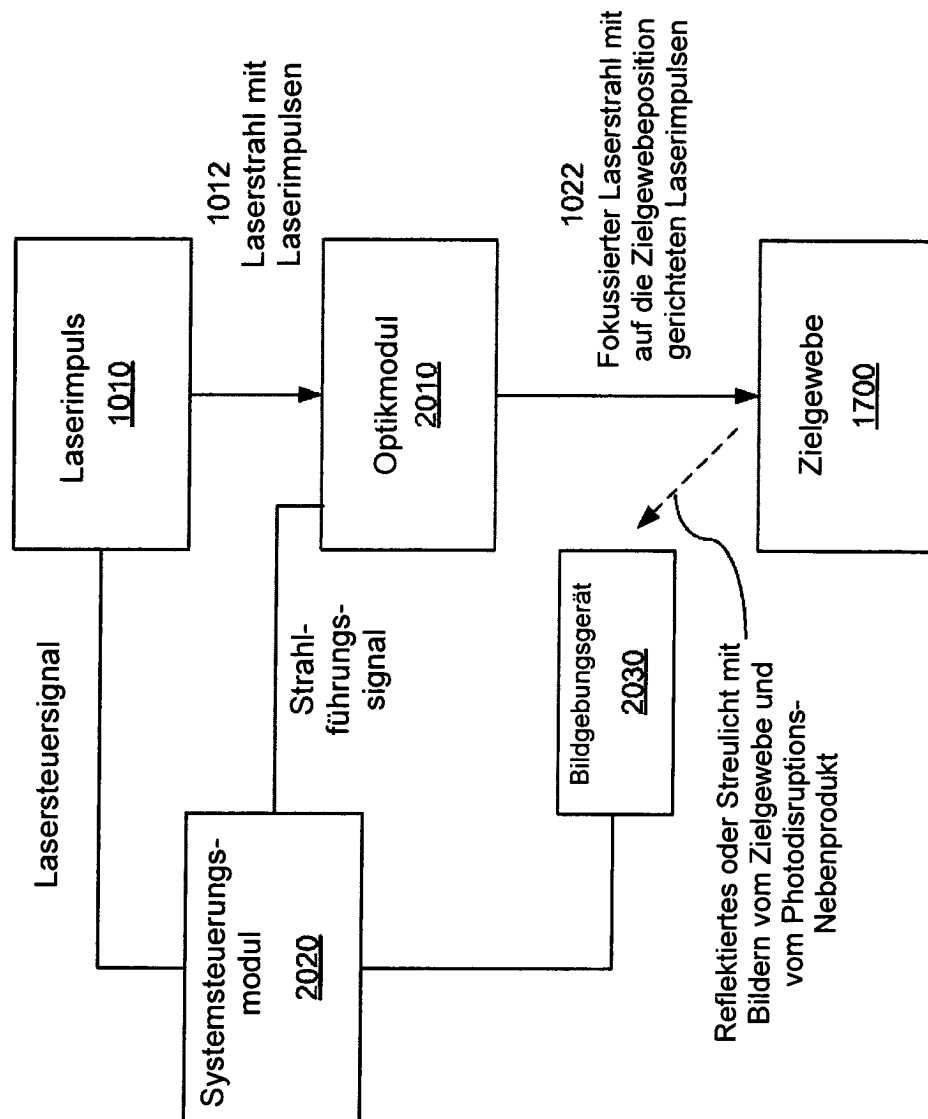 Lasersteuersignal
Laserimpuls
1010
1012
Laserstrahl mit
Laserimpulsen
Systemsteuerungs-
modul
2020
Strahl-
führungs-
signal
Optikmodul
2010
1022
Fokussierter Laserstrahl mit
auf die Zielgewebeposition
gerichteten Laserimpulsen
Bildgebungsgerät
2030
Reflektiertes oder Streulicht mit
Bildern vom Zielgewebe und
vom Photodisruptions-
Nebenprodukt
Zielgewebe
1700